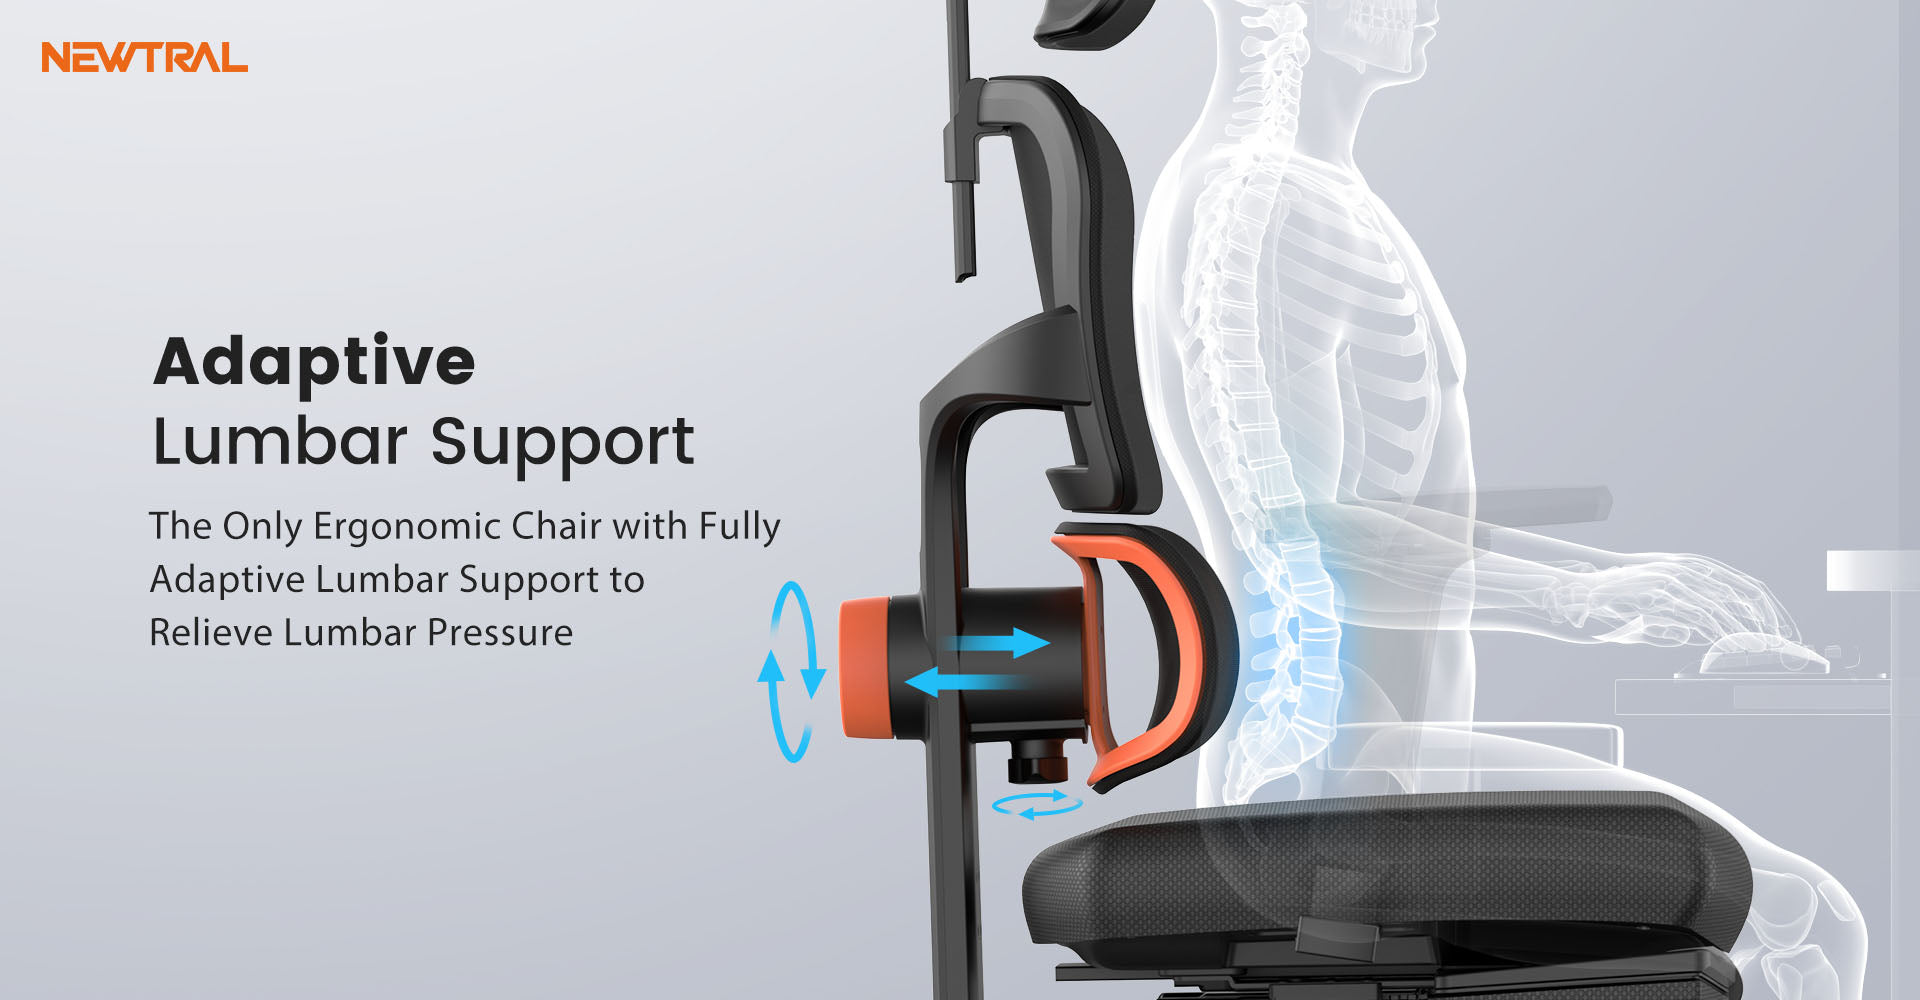 NEWTRAL
Adaptive
Lumbar Support
The Only Ergonomic Chair with Fully
Adaptive Lumbar Support to
Relieve Lumbar Pressure